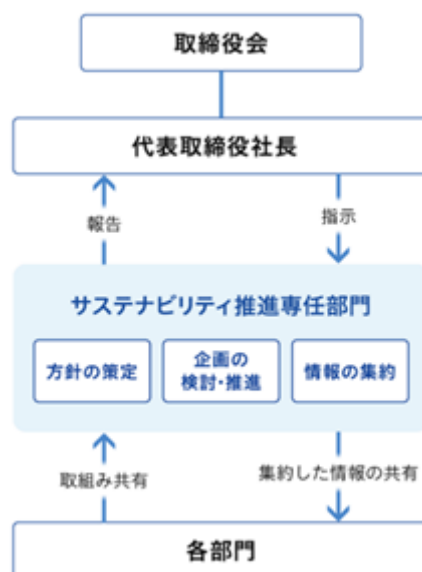 取締役会
代表取締役社長
報告
指示
サステナビリティ推進専任部門
方針の策定
企画の
検討・推進
情報の集約
取組み共有
集約した情報の共有
各部門